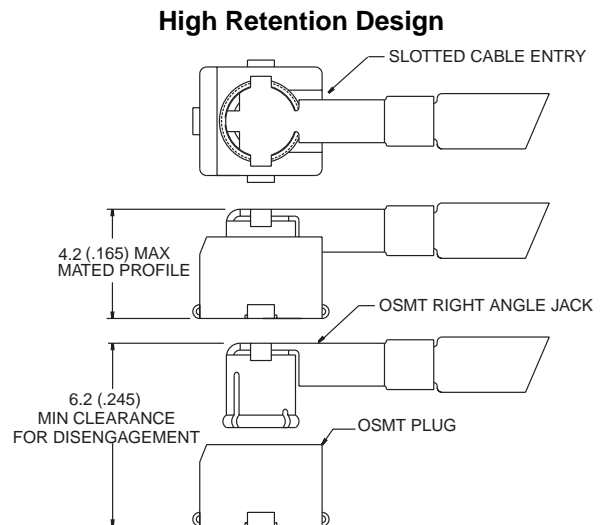 High Retention Design
SLOTTED CABLE ENTRY
4.2 (.165) MAX
MATED PROFILE
OSMT RIGHT ANGLE JACK
6.2 (.245)
MIN CLEARANCE
FOR DISENGAGEMENT
OSMT PLUG